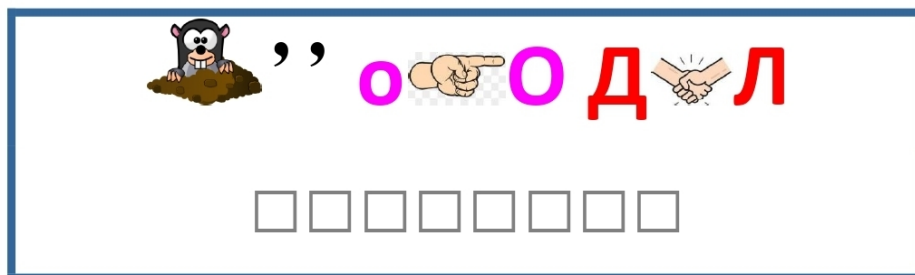 ,, о О Д Л